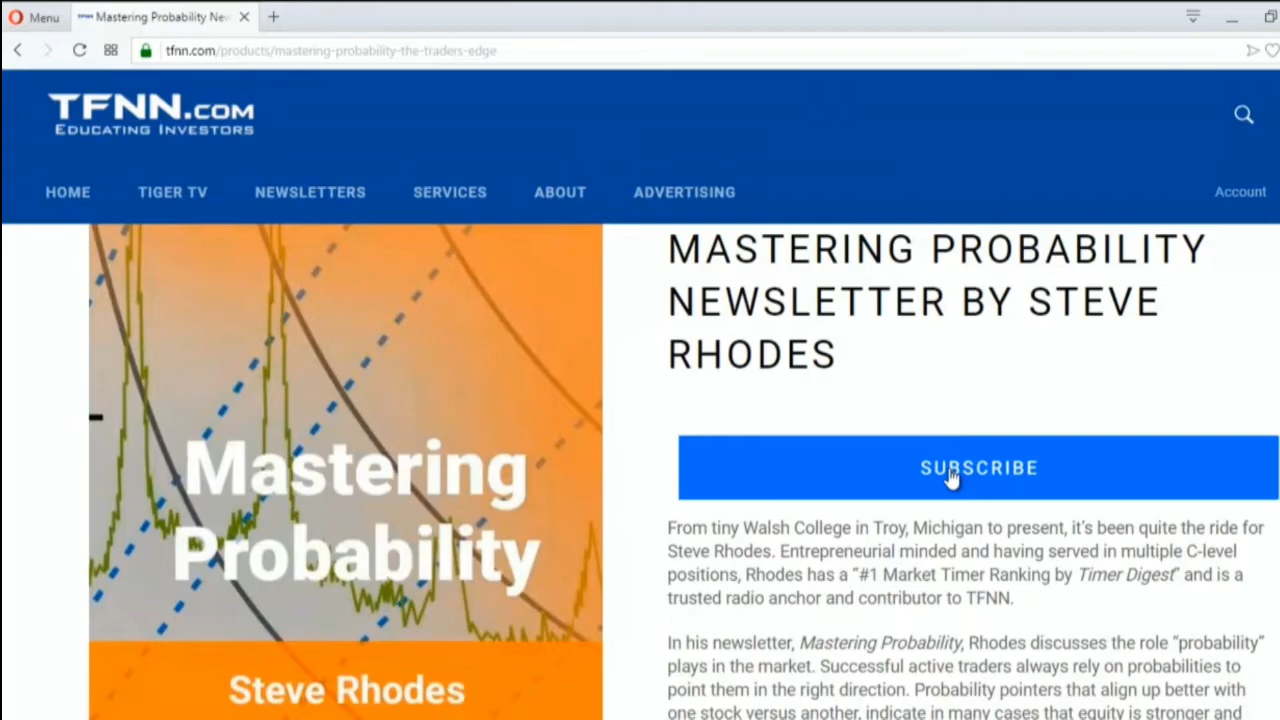 Menu
Mastering Probability New
tfnn.com/products/mastering-probability-the-traders-edge
TFNN.COM
EDUCATING INVESTORS
HOME TIGER TV NEWSLETTERS SERVICES ABOUT ADVERTISING Account
Mastering
Probability
Steve Rhodes
MASTERING PROBABILITY
NEWSLETTER BY STEVE
RHODES
SUBSCRIBE
From tiny Walsh College in Troy, Michigan to present, it's been quite the ride for
Steve Rhodes. Entrepreneurial minded and having served in multiple C-level
positions, Rhodes has a “#1 Market Timer Ranking by Timer Digest” and is a
trusted radio anchor and contributor to TFNN.
In his newsletter, Mastering Probability, Rhodes discusses the role “probability”
plays in the market. Successful active traders always rely on probabilities to
point them in the right direction. Probability pointers that align up better with
one stock versus another, indicate in many cases that equity is stronger and